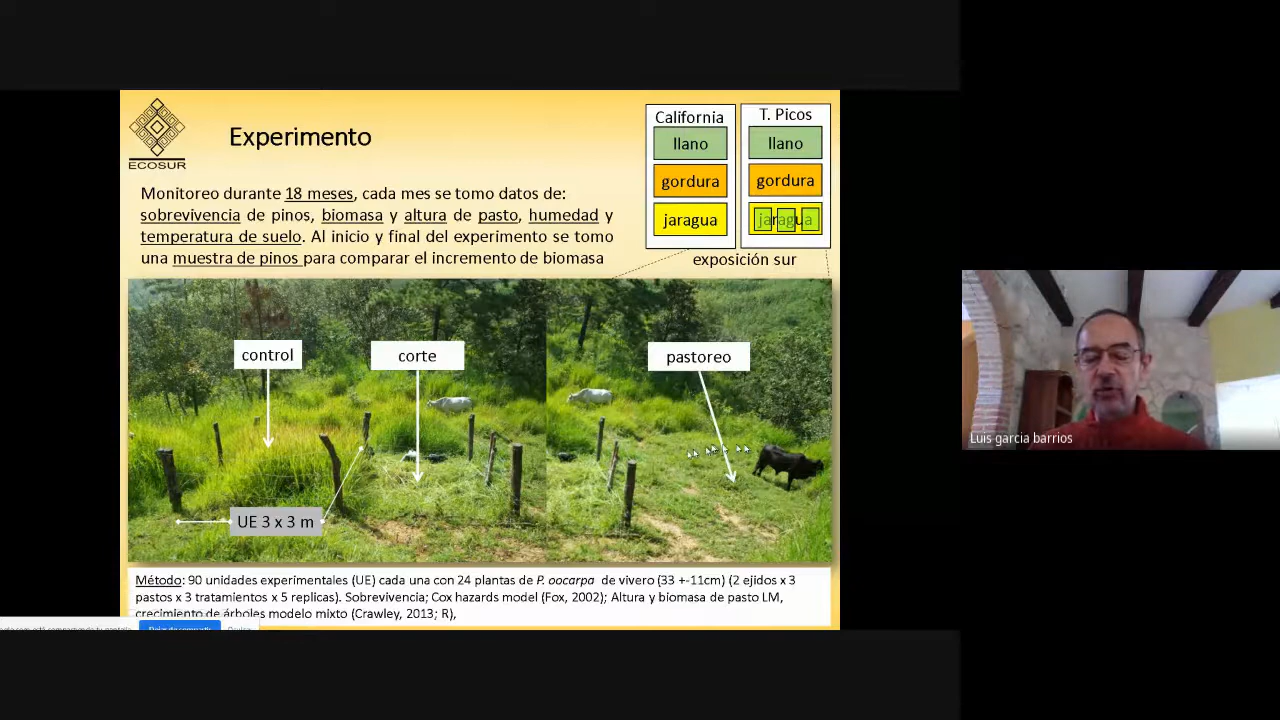 ECOSUR
Experimento
Monitoreo durante 18 meses, cada mes se tomo datos de:
sobrevivencia de pinos, biomasa y altura de pasto, humedad y
temperatura de suelo. Al inicio y final del experimento se tomo
una muestra de pinos para comparar el incremento de biomasa
California
llano
gordura
jaragua
T. Picos
llano
gordura
jaragua
exposición sur
control
corte
pastoreo
UE 3 x 3 m
Método: 90 unidades experimentales (UE) cada una con 24 plantas de P. oocarpa de vivero (33 +-11cm) (2 ejidos x 3
pastos x 3 tratamientos x 5 replicas). Sobrevivencia; Cox hazards model (Fox, 2002); Altura y biomasa de pasto LM,
crecimiento de árboles modelo mixto (Crawley, 2013; R),
Dejar de compartir
Ocultar
Luis garcia barrios